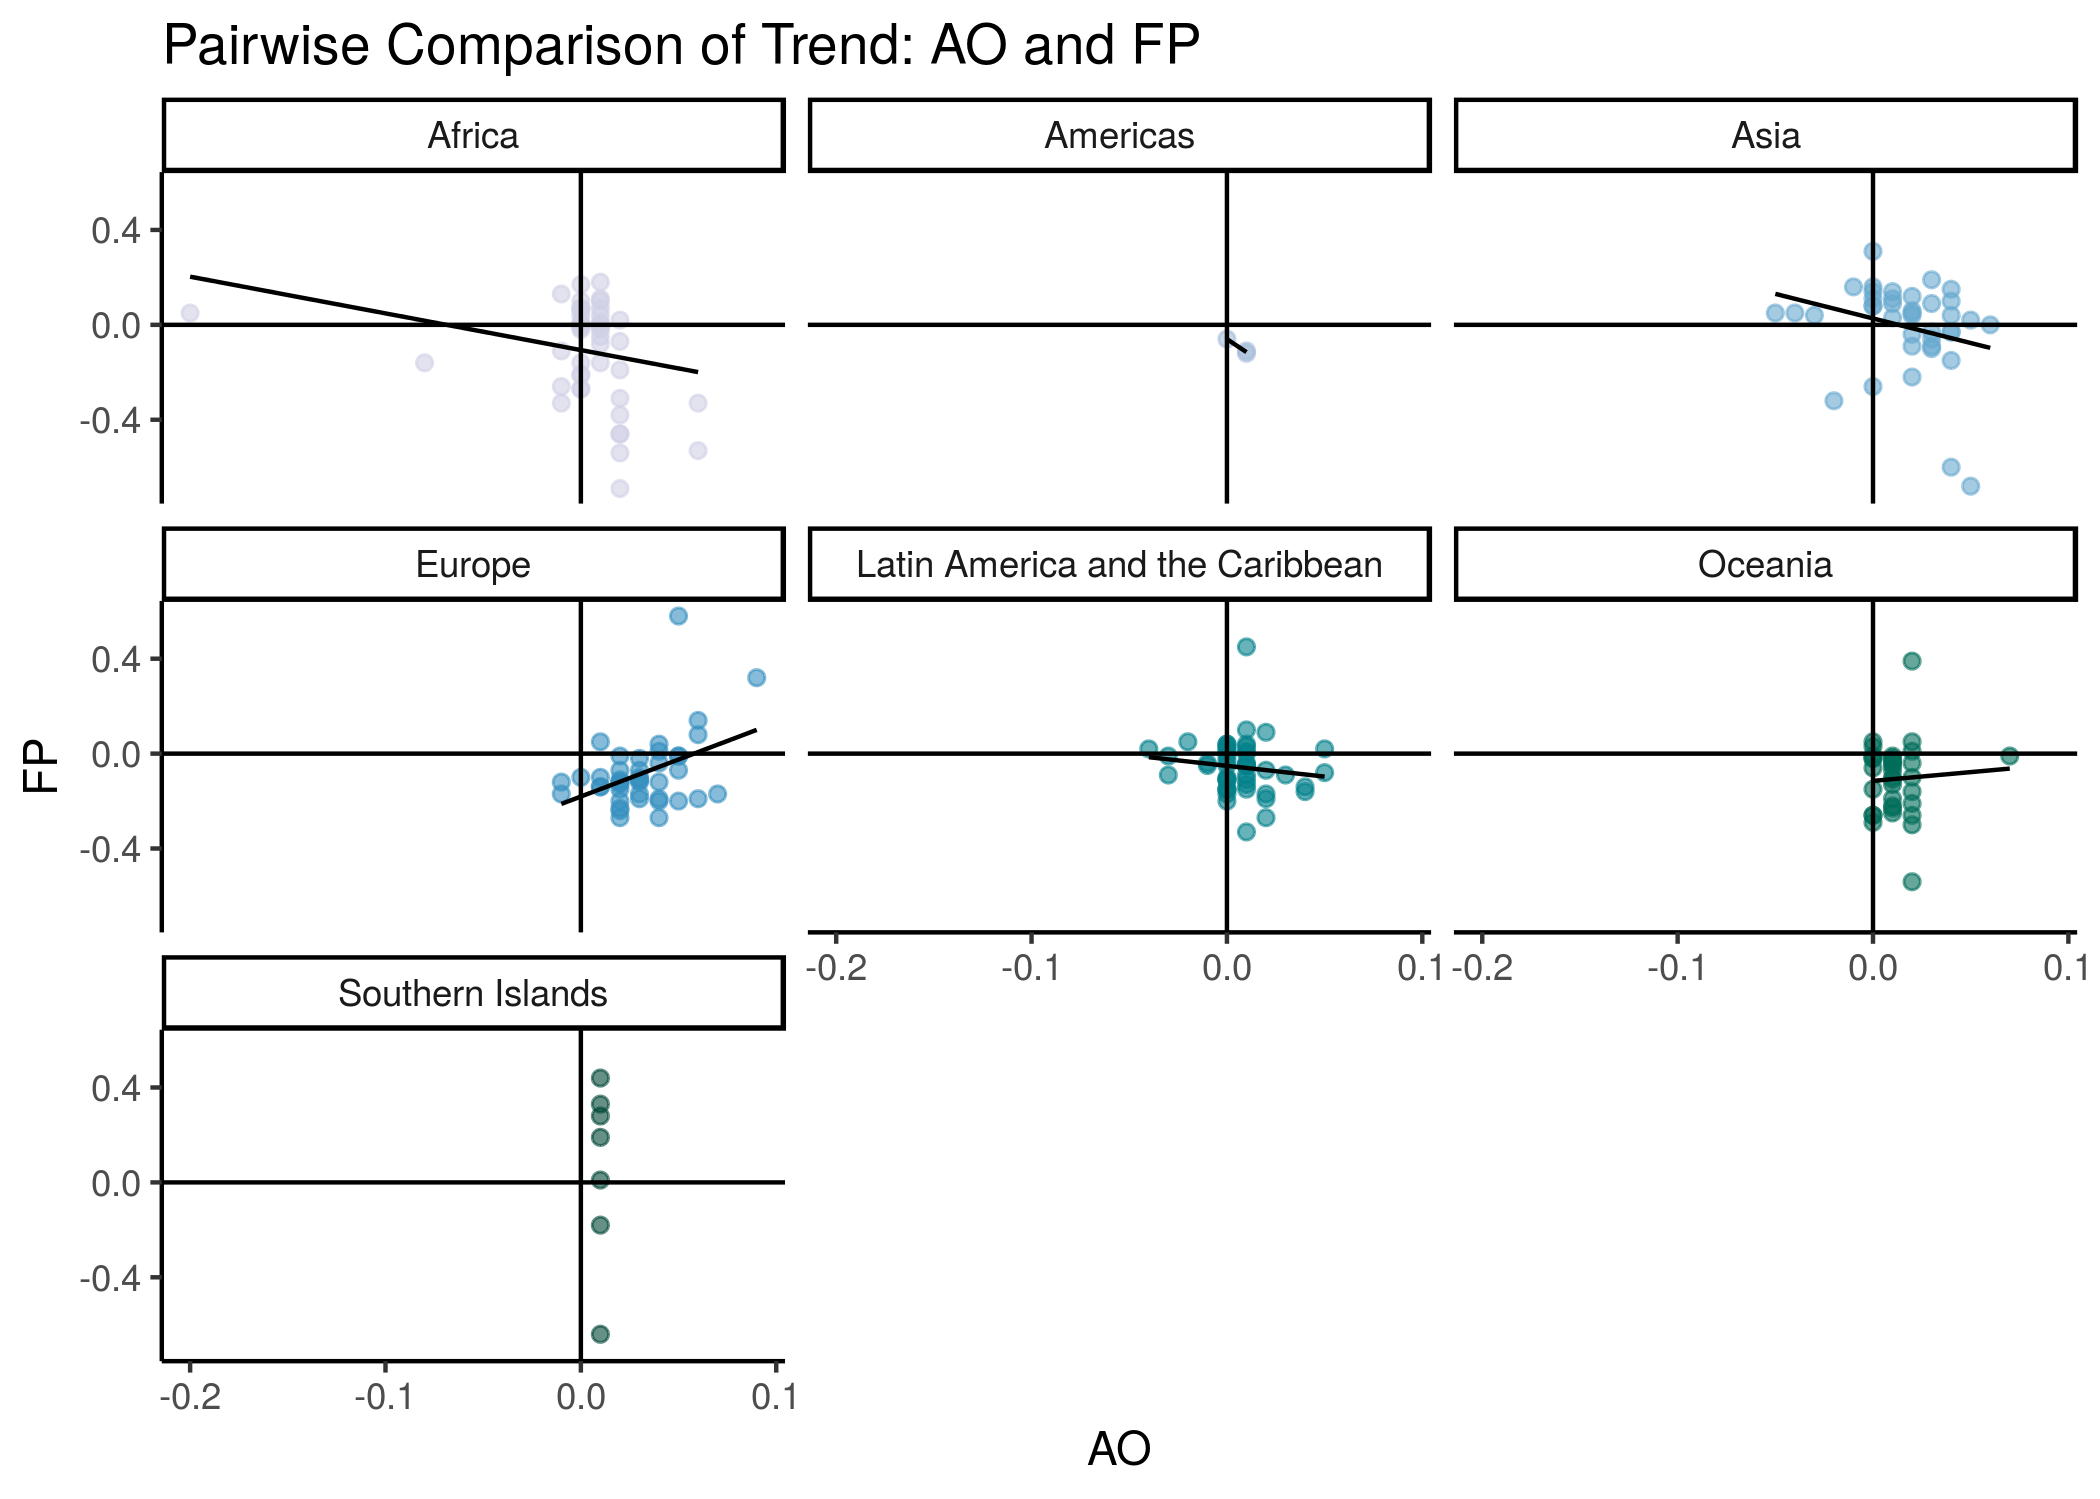 Pairwise Comparison of Trend: AO and FP
Africa
Americas
Asia
0.4
0.0
-0.4
Europe
Latin America and the Caribbean
Oceania
0.4
0.0
-0.4
FP
-0.2 -0.1 0.0 0.1 -0.2 -0.1 0.0 0.1
Southern Islands
0.4
0.0
-0.4
-0.2 -0.1 0.0 0.1
AO